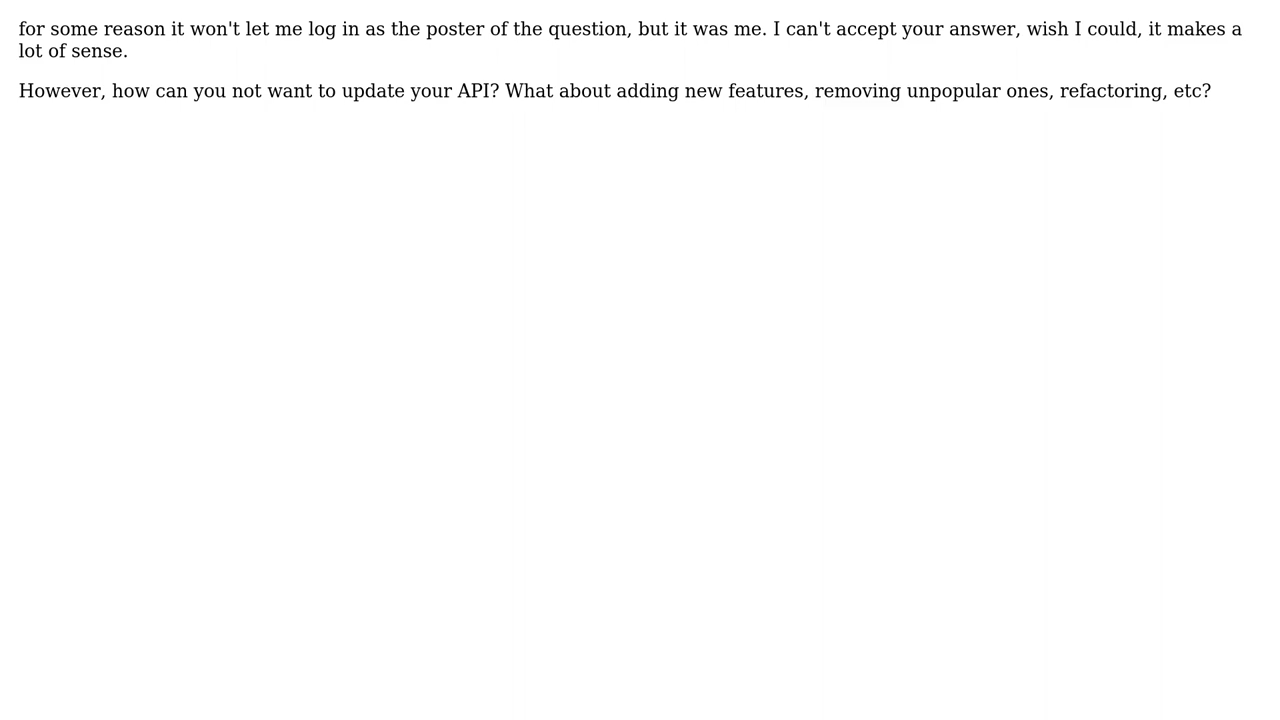 for some reason it won't let me log in as the poster of the question, but it was me. I can't accept your answer, wish I could, it makes a
lot of sense.
However, how can you not want to update your API? What about adding new features, removing unpopular ones, refactoring, etc?